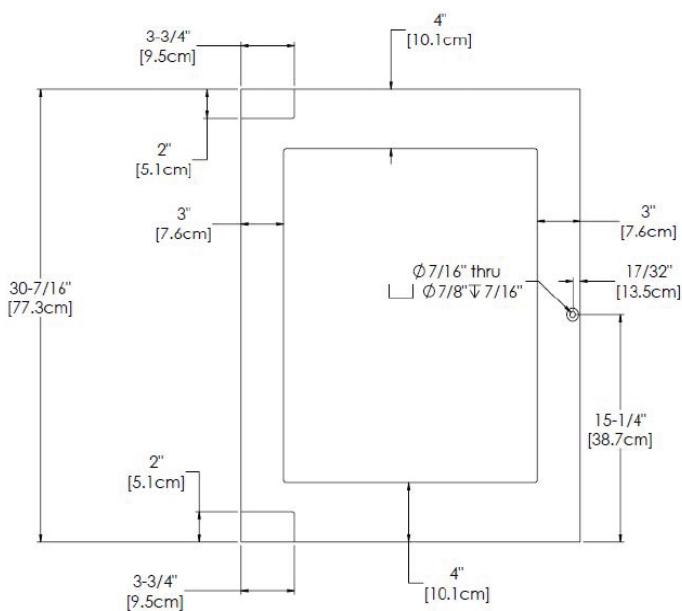 4"
[10.1cm]
3-3/4"
[9.5cm]
2"
[5.1cm]
3"
[7.6cm]
3"
[7.6cm]
30-7/16"
[77.3cm]
∅ 7/16" thru
⌴ ∅ 7/8" ↧ 7/16"
17/32"
[13.5cm]
15-1/4"
[38.7cm]
2"
[5.1cm]
3-3/4"
[9.5cm]
4"
[10.1cm]